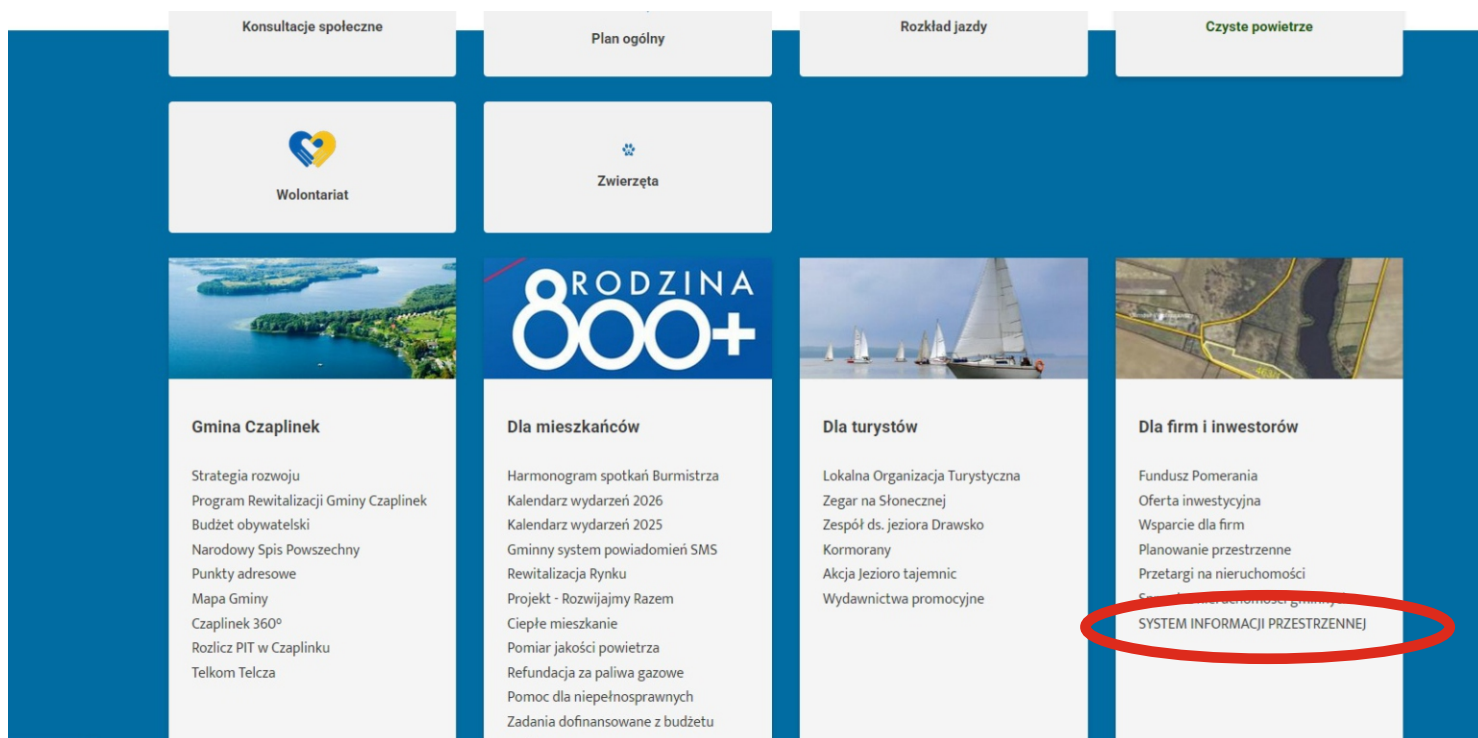 Konsultacje społeczne
Plan ogólny
Rozkład jazdy
Czyste powietrze
Wolontariat
Zwierzęta
RODZINA
800+
Gmina Czaplinek
Strategia rozwoju
Program Rewitalizacji Gminy Czaplinek
Budżet obywatelski
Narodowy Spis Powszechny
Punkty adresowe
Mapa Gminy
Czaplinek 360º
Rozlicz PIT w Czaplinku
Telkom Telcza
Dla mieszkańców
Harmonogram spotkań Burmistrza
Kalendarz wydarzeń 2026
Kalendarz wydarzeń 2025
Gminny system powiadomień SMS
Rewitalizacja Rynku
Projekt - Rozwijajmy Razem
Ciepłe mieszkanie
Pomiar jakości powietrza
Refundacja za paliwa gazowe
Pomoc dla niepełnosprawnych
Zadania dofinansowane z budżetu
Dla turystów
Lokalna Organizacja Turystyczna
Zegar na Słonecznej
Zespół ds. jeziora Drawsko
Kormorany
Akcja Jezioro tajemnic
Wydawnictwa promocyjne
Dla firm i inwestorów
Fundusz Pomerania
Oferta inwestycyjna
Wsparcie dla firm
Planowanie przestrzenne
Przetargi na nieruchomości
SYSTEM INFORMACJI PRZESTRZENNEJ